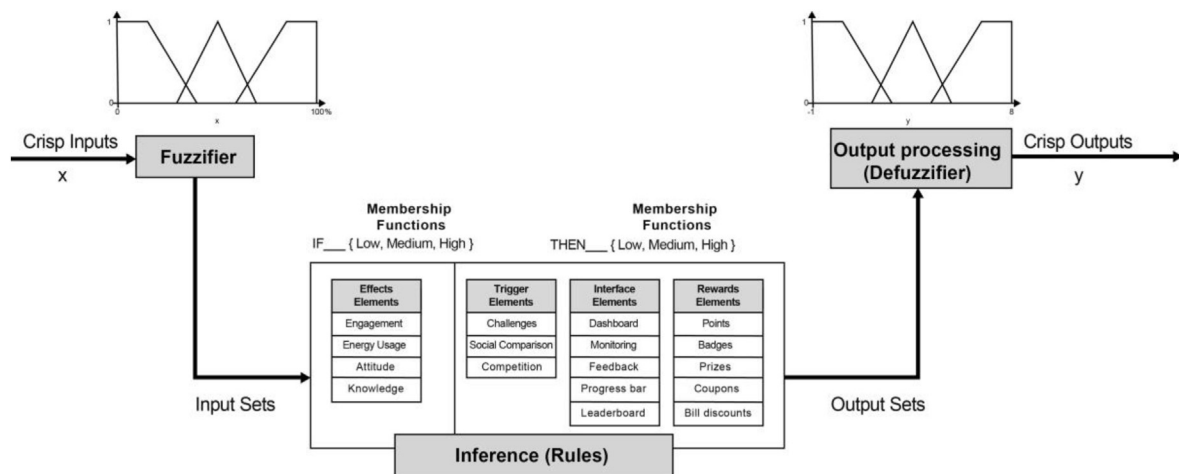 1
0
0
100%
x
1
0
-1
8
y
Crisp Inputs
x
Fuzzifier
Output processing
(Defuzzifier)
Crisp Outputs
y
Membership
Functions
IF___ { Low, Medium, High }
Membership
Functions
THEN___ { Low, Medium, High }
Effects
Elements
Engagement
Energy Usage
Attitude
Knowledge
Trigger
Elements
Challenges
Social Comparison
Competition
Interface
Elements
Dashboard
Monitoring
Feedback
Progress bar
Leaderboard
Rewards
Elements
Points
Badges
Prizes
Coupons
Bill discounts
Input Sets
Output Sets
Inference (Rules)